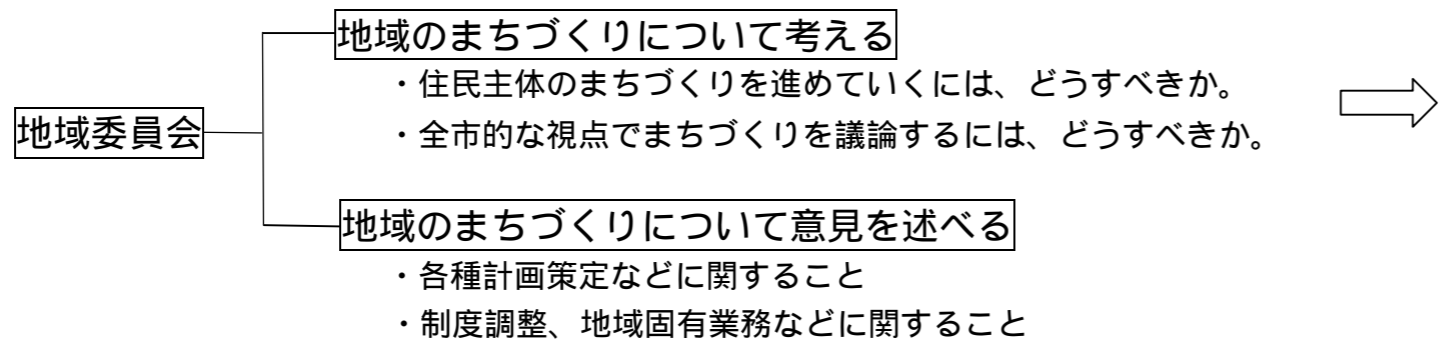 地域のまちづくりについて考える
・住民主体のまちづくりを進めていくには、どうすべきか。
・全市的な視点でまちづくりを議論するには、どうすべきか。
地域委員会
地域のまちづくりについて意見を述べる
・各種計画策定などに関すること
・制度調整、地域固有業務などに関すること